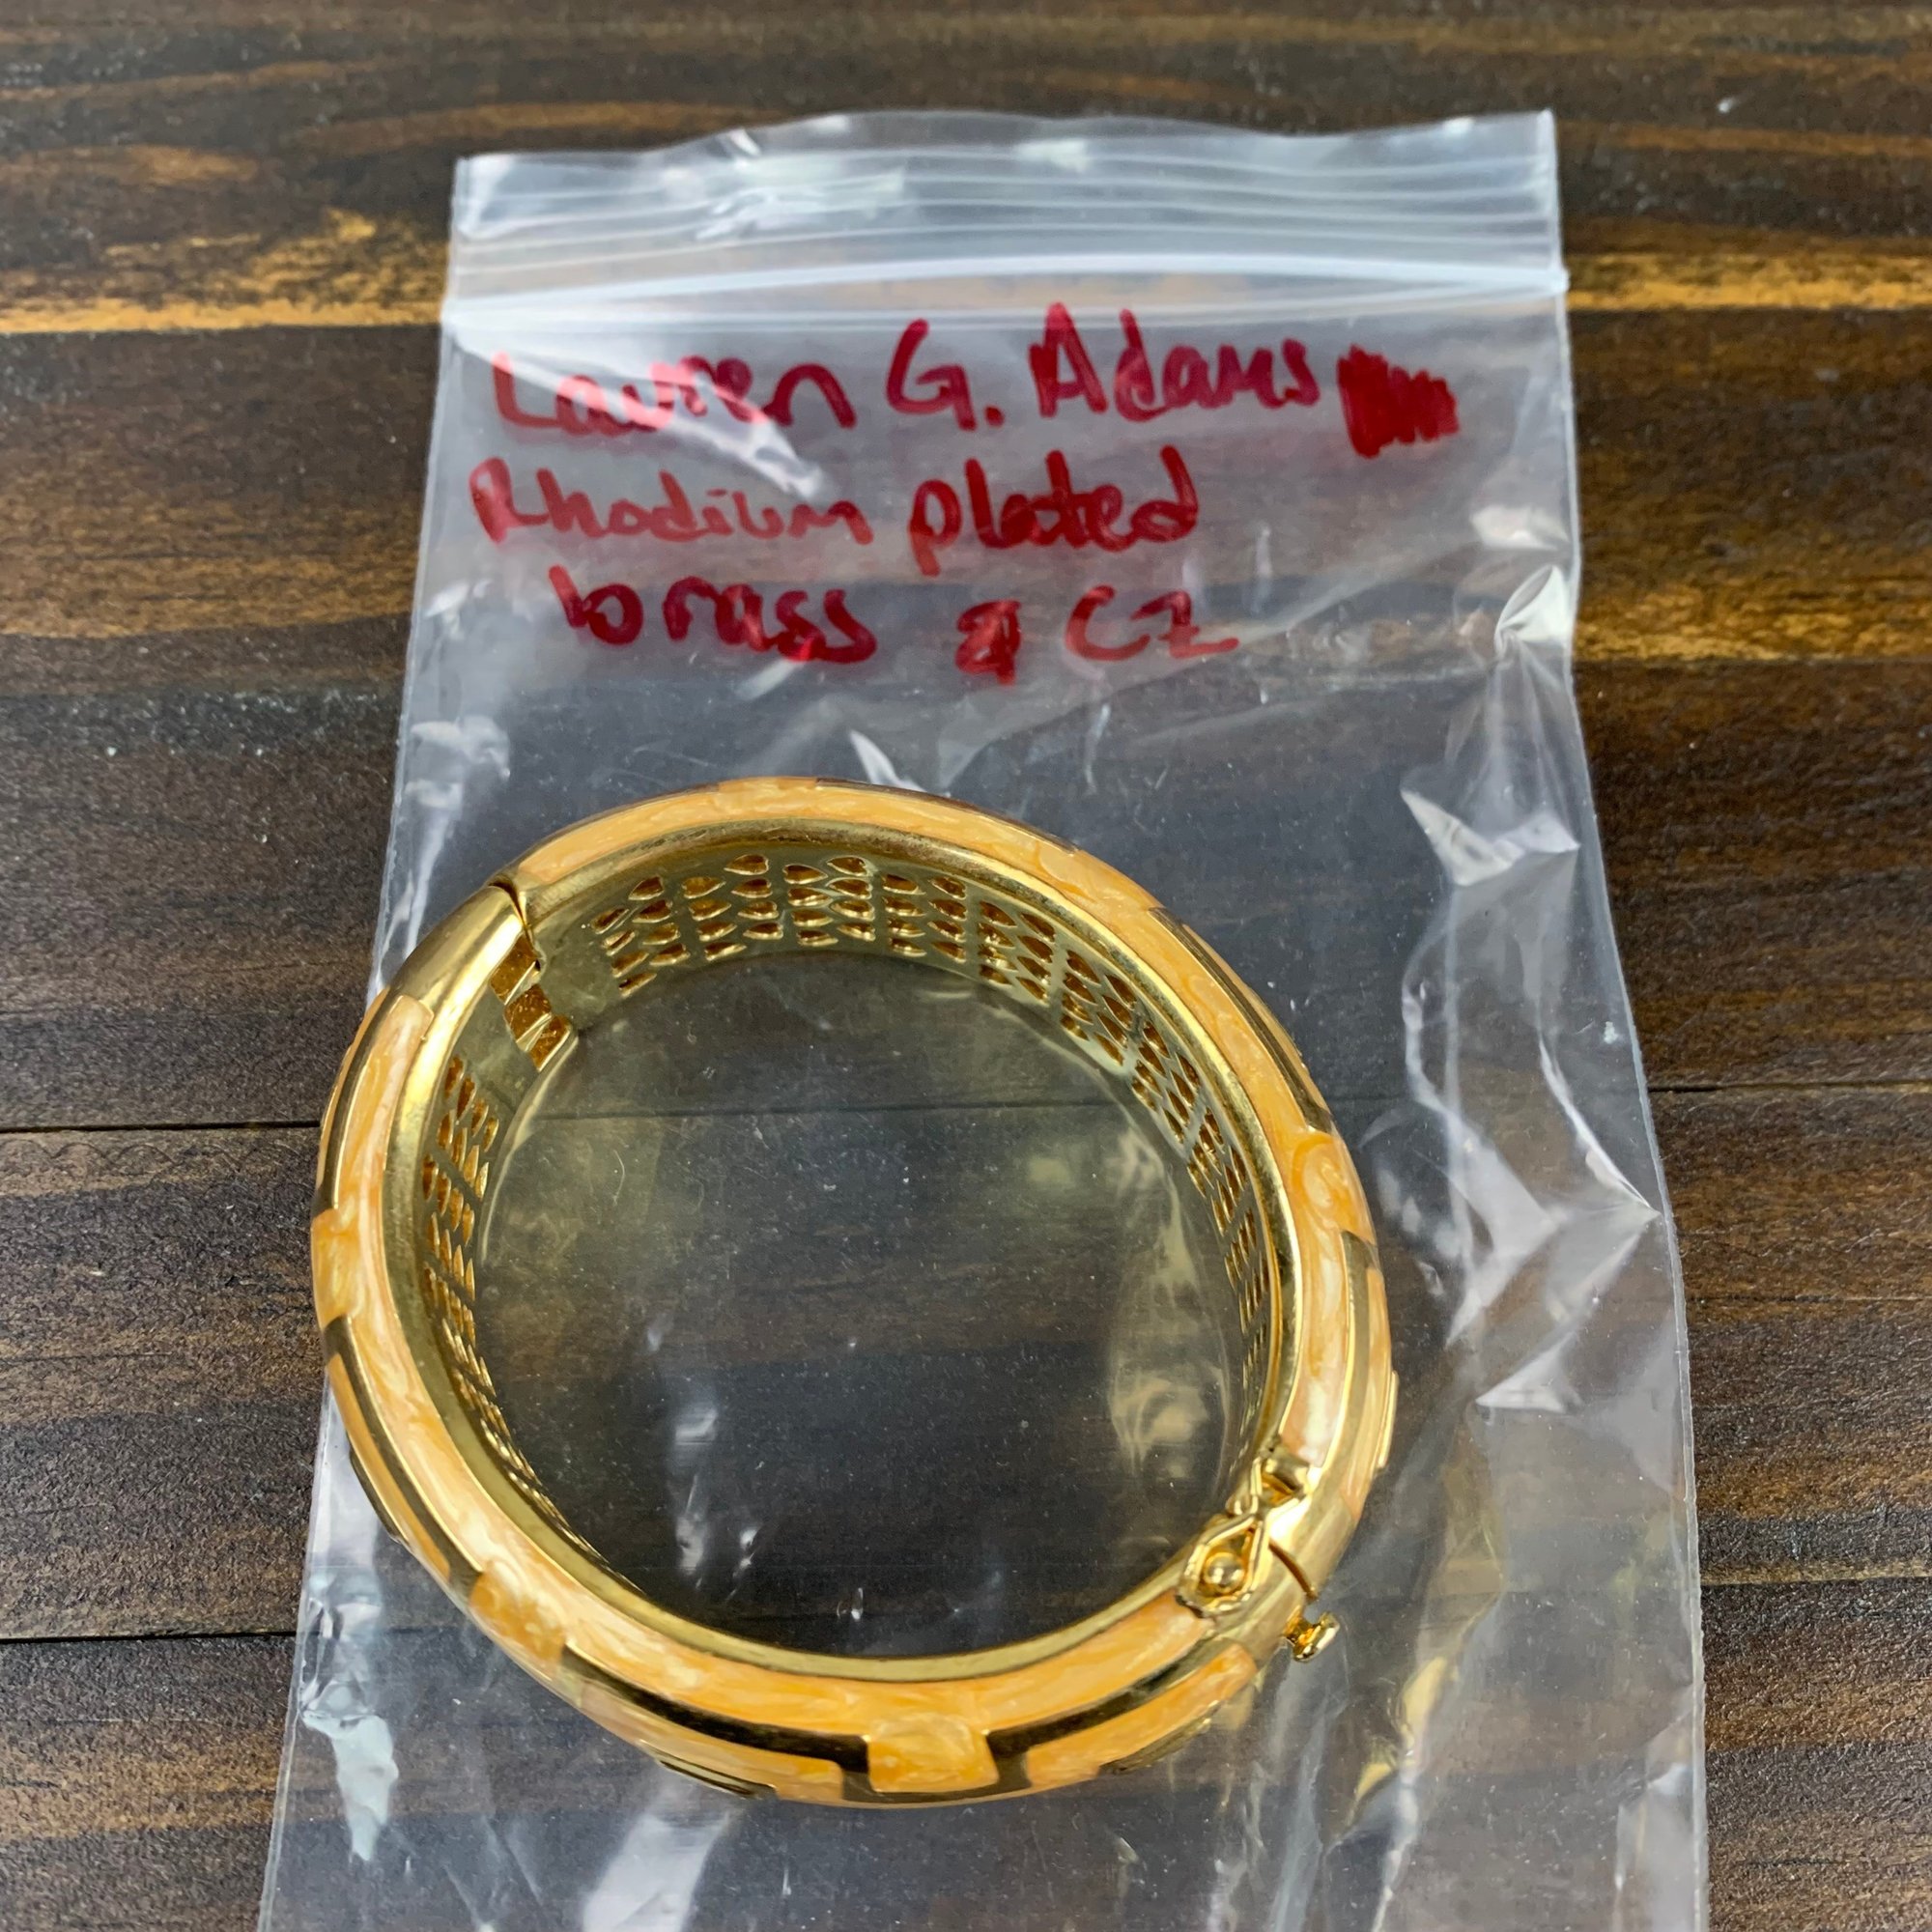 Lauren G. Adams
Rhodium plated
brass & CZ